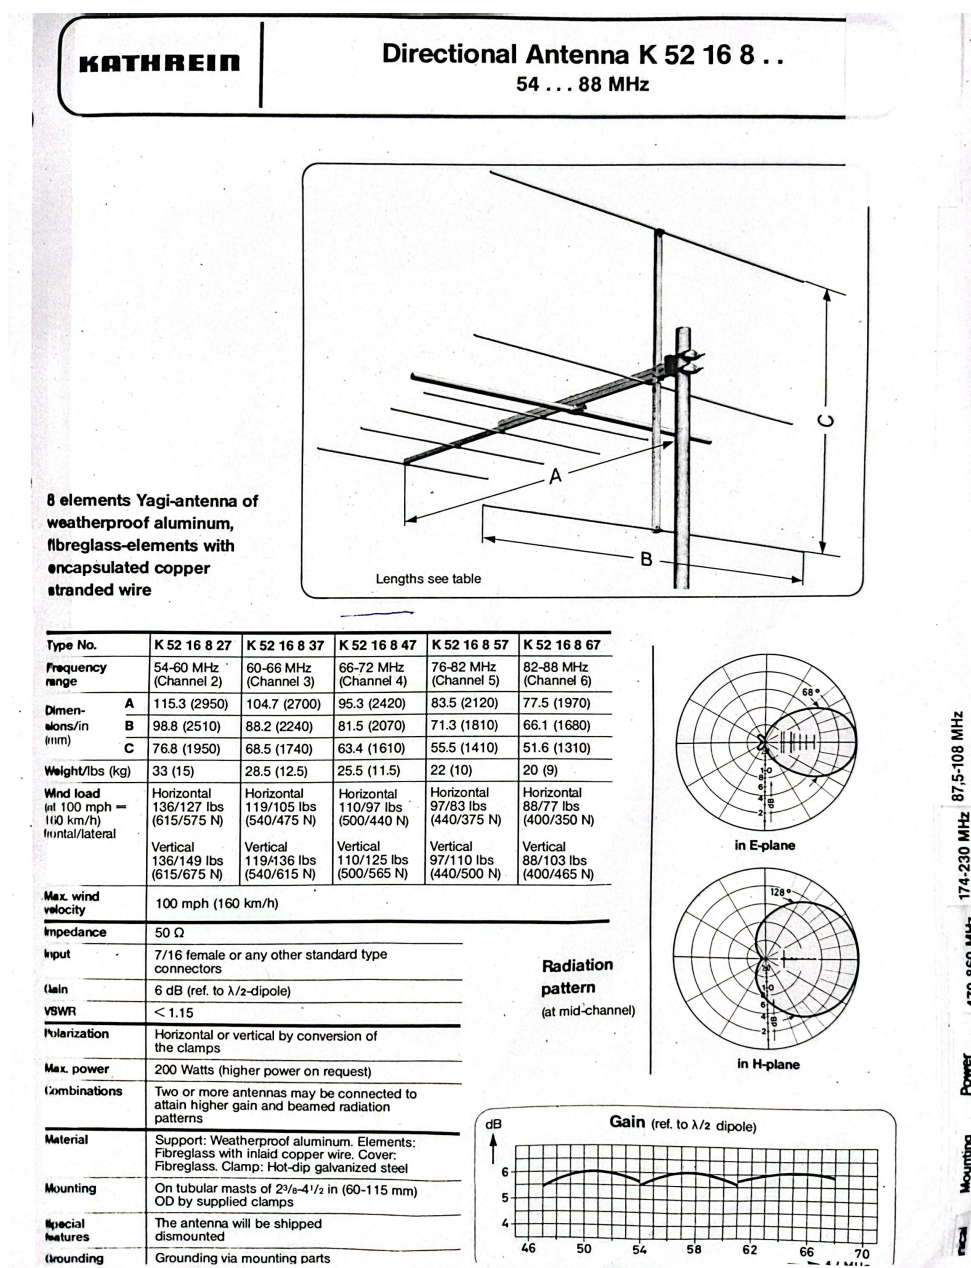 KATHREIN
Directional Antenna K 52 16 8 . .
54 . . . 88 MHz
C
A
B
Lengths see table
8 elements Yagi-antenna of
weatherproof aluminum,
fibreglass-elements with
encapsulated copper
stranded wire
Type No. K 52 16 8 27 K 52 16 8 37 K 52 16 8 47 K 52 16 8 57 K 52 16 8 67
Frequency range 54-60 MHz (Channel 2) 60-66 MHz (Channel 3) 66-72 MHz (Channel 4) 76-82 MHz (Channel 5) 82-88 MHz (Channel 6)
Dimensions/in (mm)
A 115.3 (2950) 104.7 (2700) 95.3 (2420) 83.5 (2120) 77.5 (1970)
B 98.8 (2510) 88.2 (2240) 81.5 (2070) 71.3 (1810) 66.1 (1680)
C 76.8 (1950) 68.5 (1740) 63.4 (1610) 55.5 (1410) 51.6 (1310)
Weight/lbs (kg) 33 (15) 28.5 (12.5) 25.5 (11.5) 22 (10) 20 (9)
Wind load
(at 100 mph =
160 km/h)
frontal/lateral
Horizontal Horizontal Horizontal Horizontal Horizontal
136/127 lbs 119/105 lbs 110/97 lbs 97/83 lbs 88/77 lbs
(615/575 N) (540/475 N) (500/440 N) (440/375 N) (400/350 N)
Vertical Vertical Vertical Vertical Vertical
136/149 lbs 119/136 lbs 110/125 lbs 97/110 lbs 88/103 lbs
(615/675 N) (540/615 N) (500/565 N) (440/500 N) (400/465 N)
Max. wind velocity 100 mph (160 km/h)
Impedance 50 Ω
Input 7/16 female or any other standard type
connectors
Gain 6 dB (ref. to λ/2-dipole)
VSWR < 1.15
Polarization Horizontal or vertical by conversion of
the clamps
Max. power 200 Watts (higher power on request)
Combinations Two or more antennas may be connected to
attain higher gain and beamed radiation
patterns
Material Support: Weatherproof aluminum. Elements:
Fibreglass with inlaid copper wire. Cover:
Fibreglass. Clamp: Hot-dip galvanized steel
Mounting On tubular masts of 2³/₈-4¹/₂ in (60-115 mm)
OD by supplied clamps
Special features The antenna will be shipped
dismounted
Grounding Grounding via mounting parts
Radiation
pattern
(at mid-channel)
68°
dB
in E-plane
128°
dB
in H-plane
Gain (ref. to λ/2 dipole)
dB
6
5
4
46 50 54 58 62 66 70
87,5-108 MHz
174-230 MHz
Power
Mounting